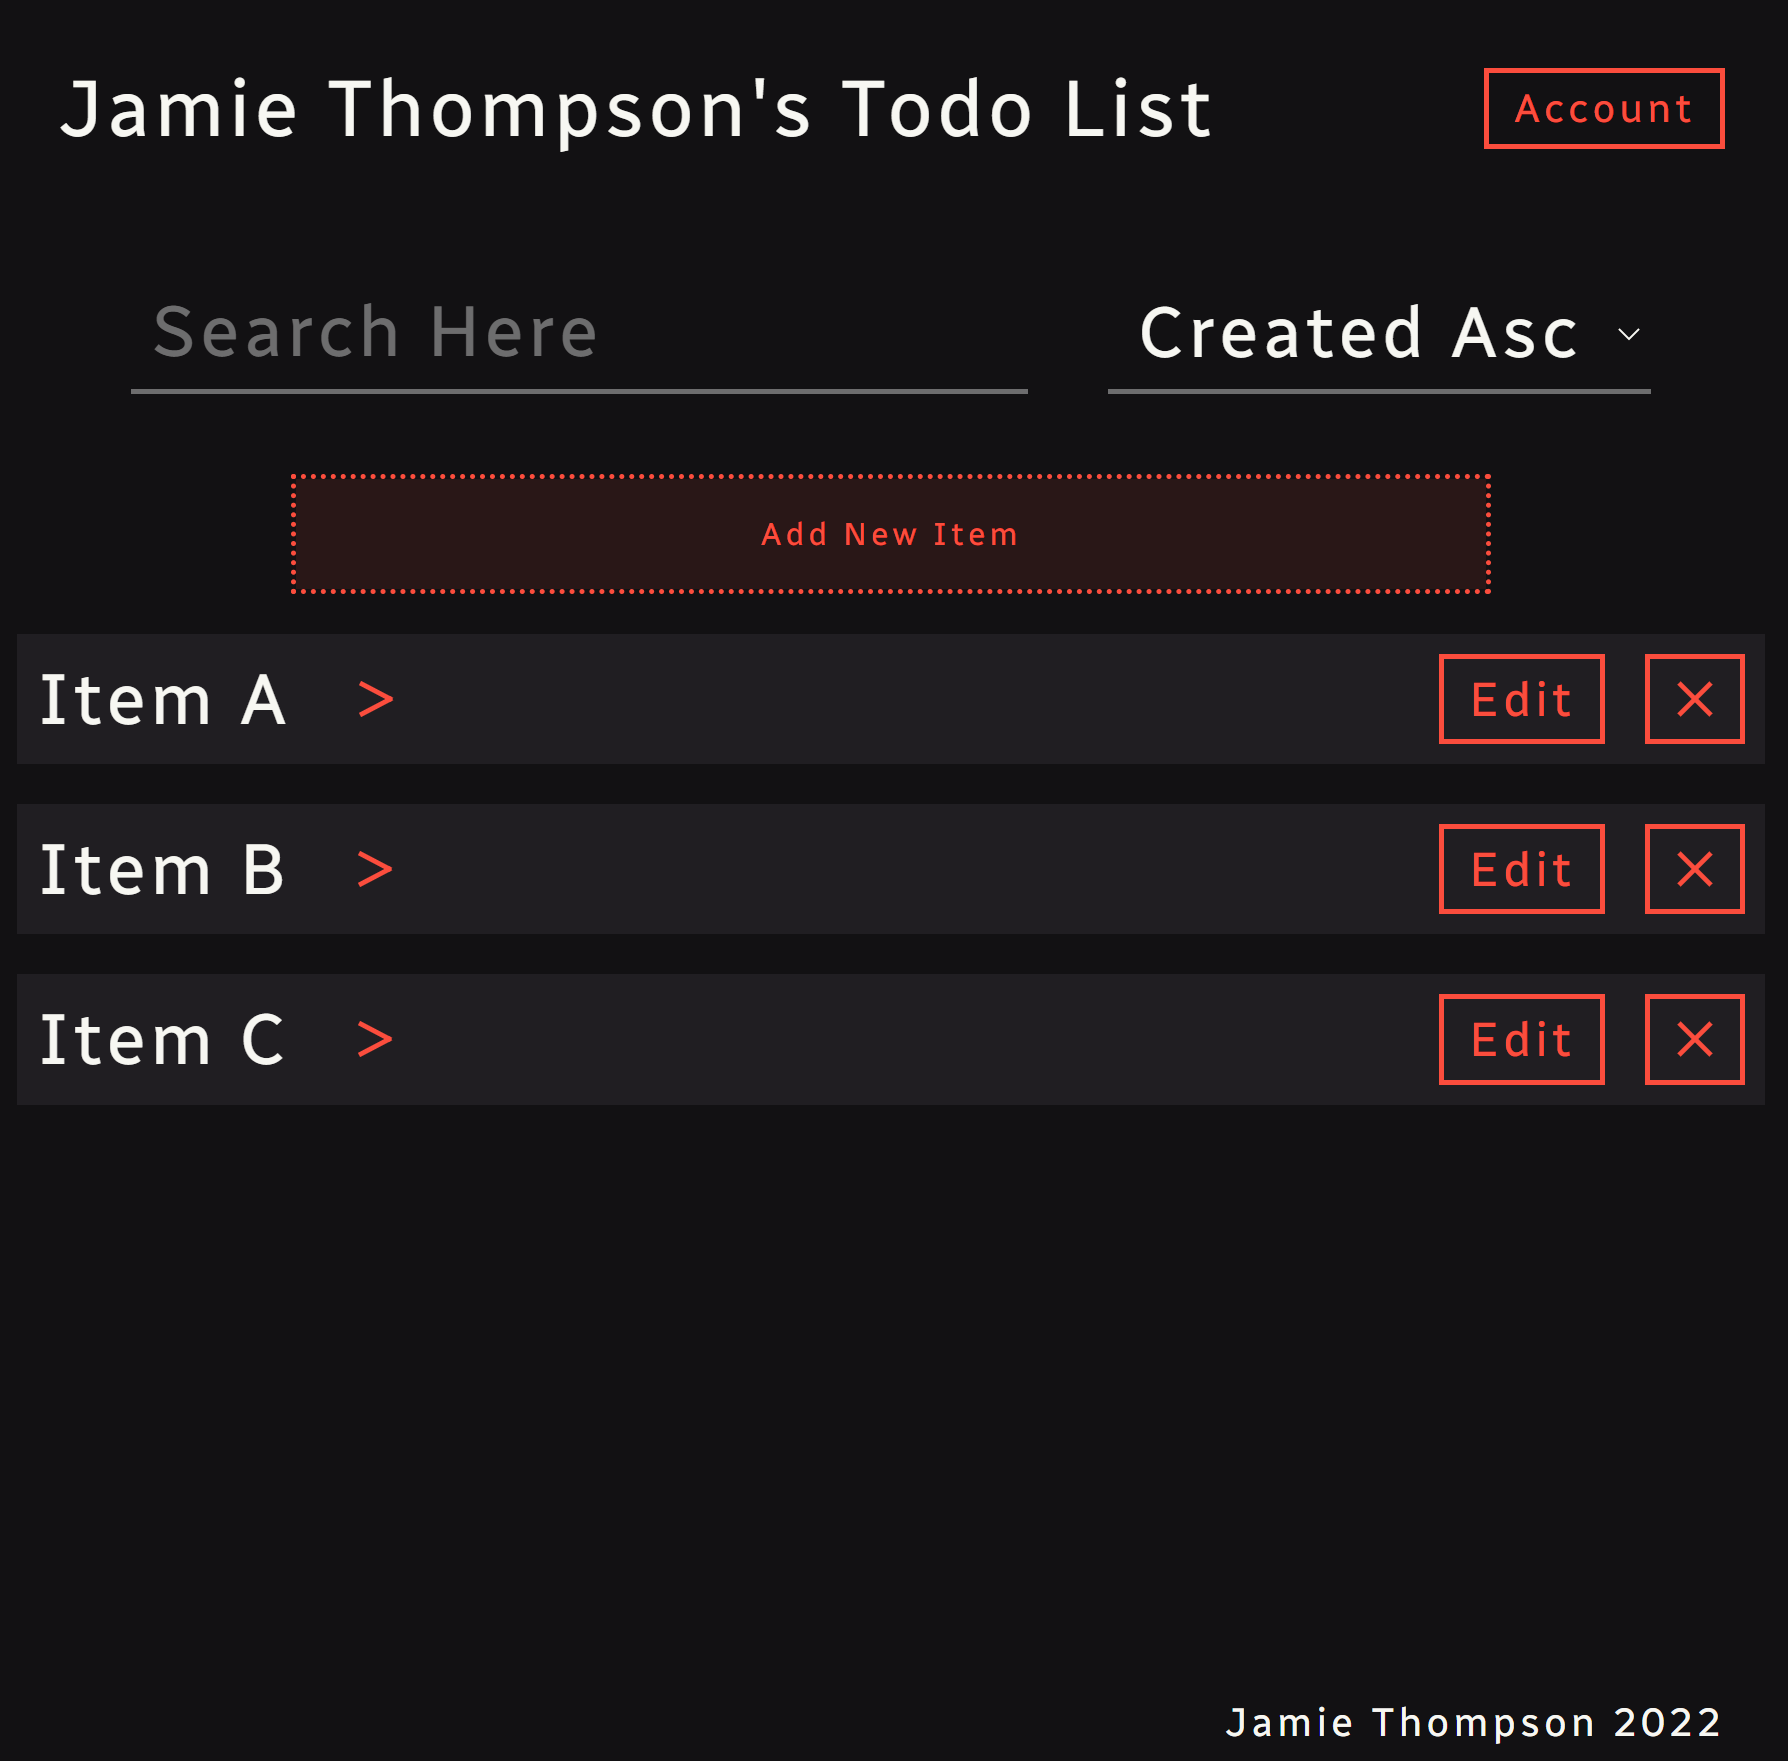 Jamie Thompson's Todo List
Account
Search Here
Created Asc
Add New Item
Item A >
Edit
Item B >
Edit
Item C >
Edit
Jamie Thompson 2022